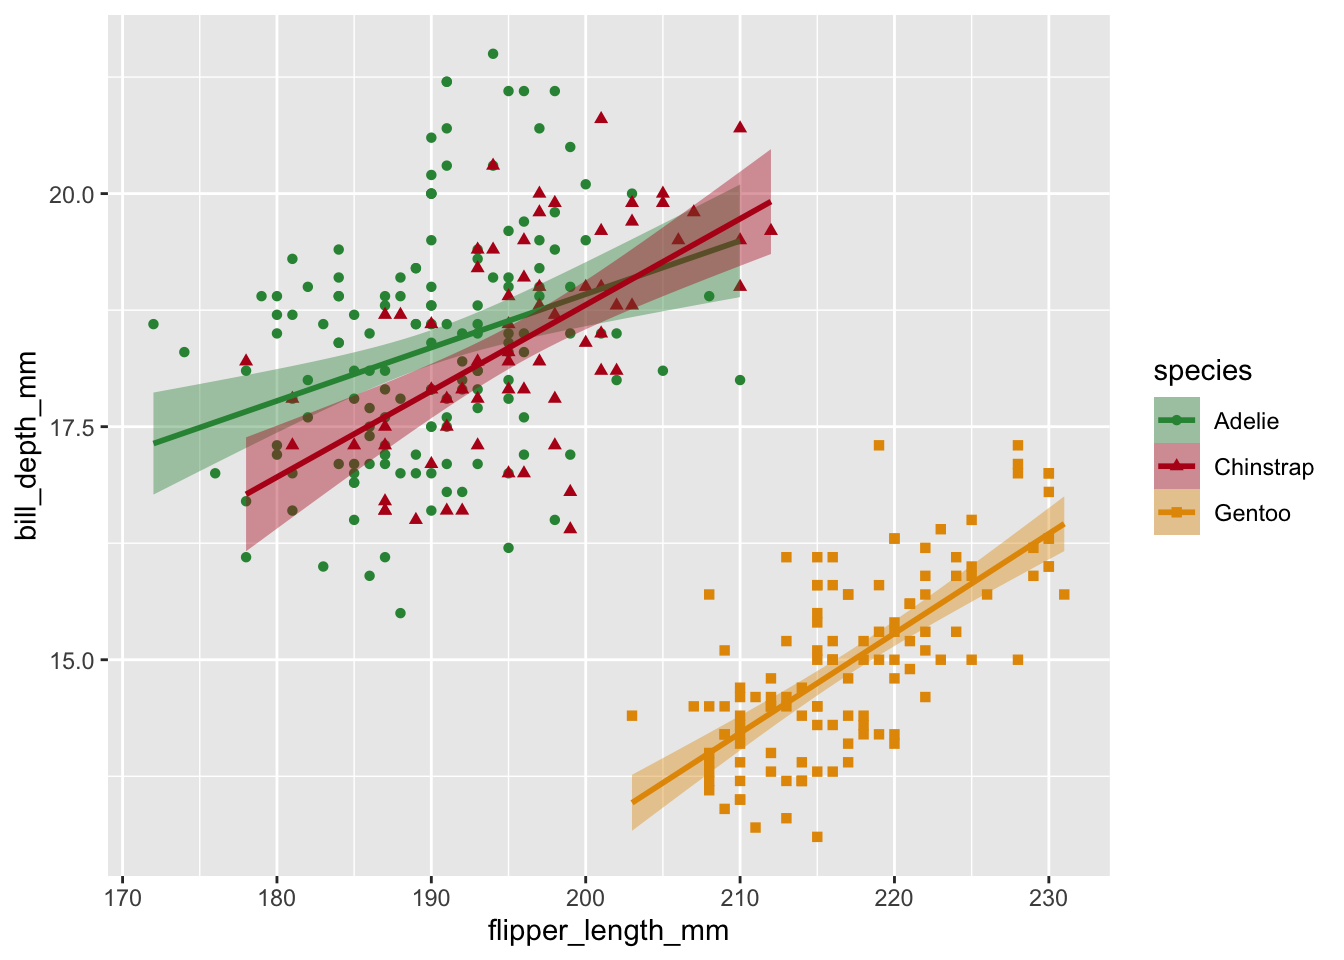 20.0
17.5
15.0
bill_depth_mm
170 180 190 200 210 220 230
flipper_length_mm
species
Adelie
Chinstrap
Gentoo